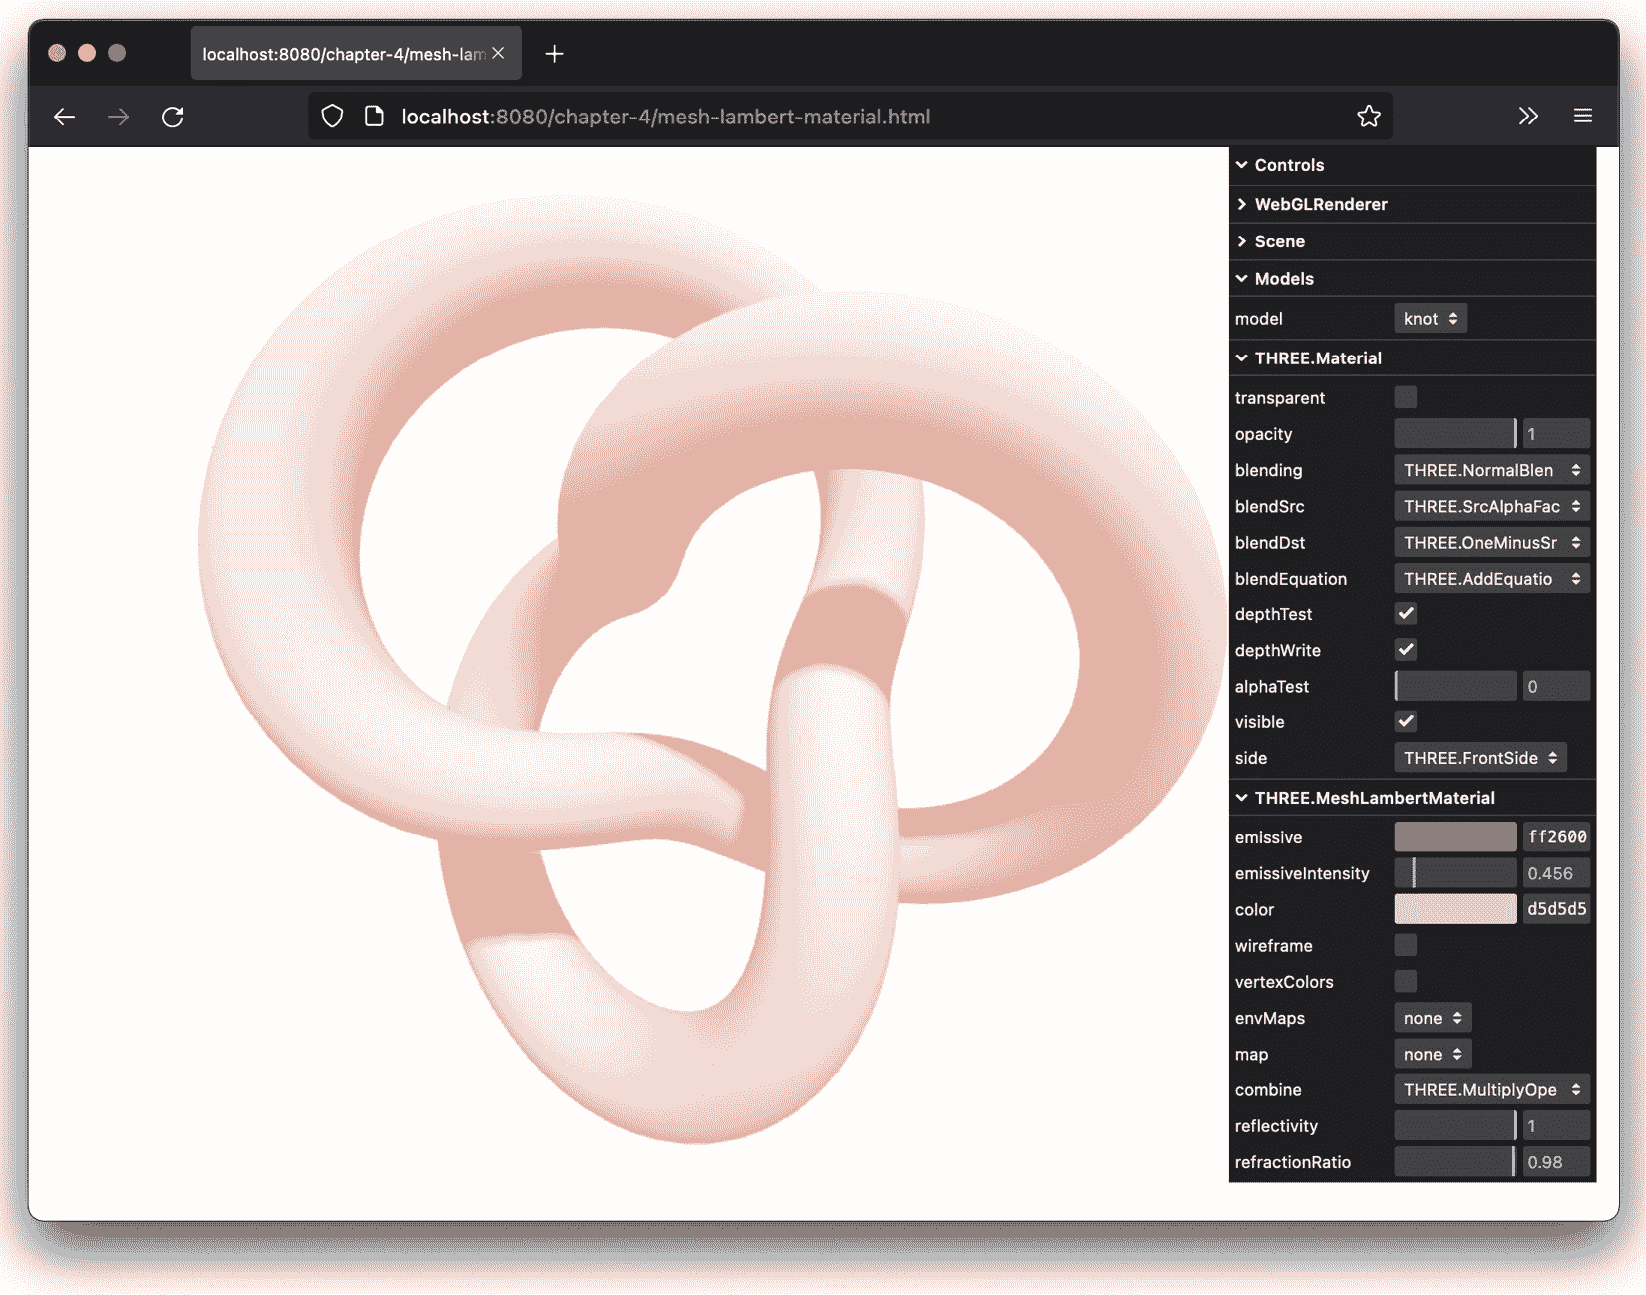 localhost:8080/chapter-4/mesh-lam
localhost:8080/chapter-4/mesh-lambert-material.html
Controls
WebGLRenderer
Scene
Models
model knot
THREE.Material
transparent
opacity 1
blending THREE.NormalBlen
blendSrc THREE.SrcAlphaFac
blendDst THREE.OneMinusSr
blendEquation THREE.AddEquatio
depthTest
depthWrite
alphaTest 0
visible
side THREE.FrontSide
THREE.MeshLambertMaterial
emissive ff2600
emissiveIntensity 0.456
color d5d5d5
wireframe
vertexColors
envMaps none
map none
combine THREE.MultiplyOpe
reflectivity 1
refractionRatio 0.98